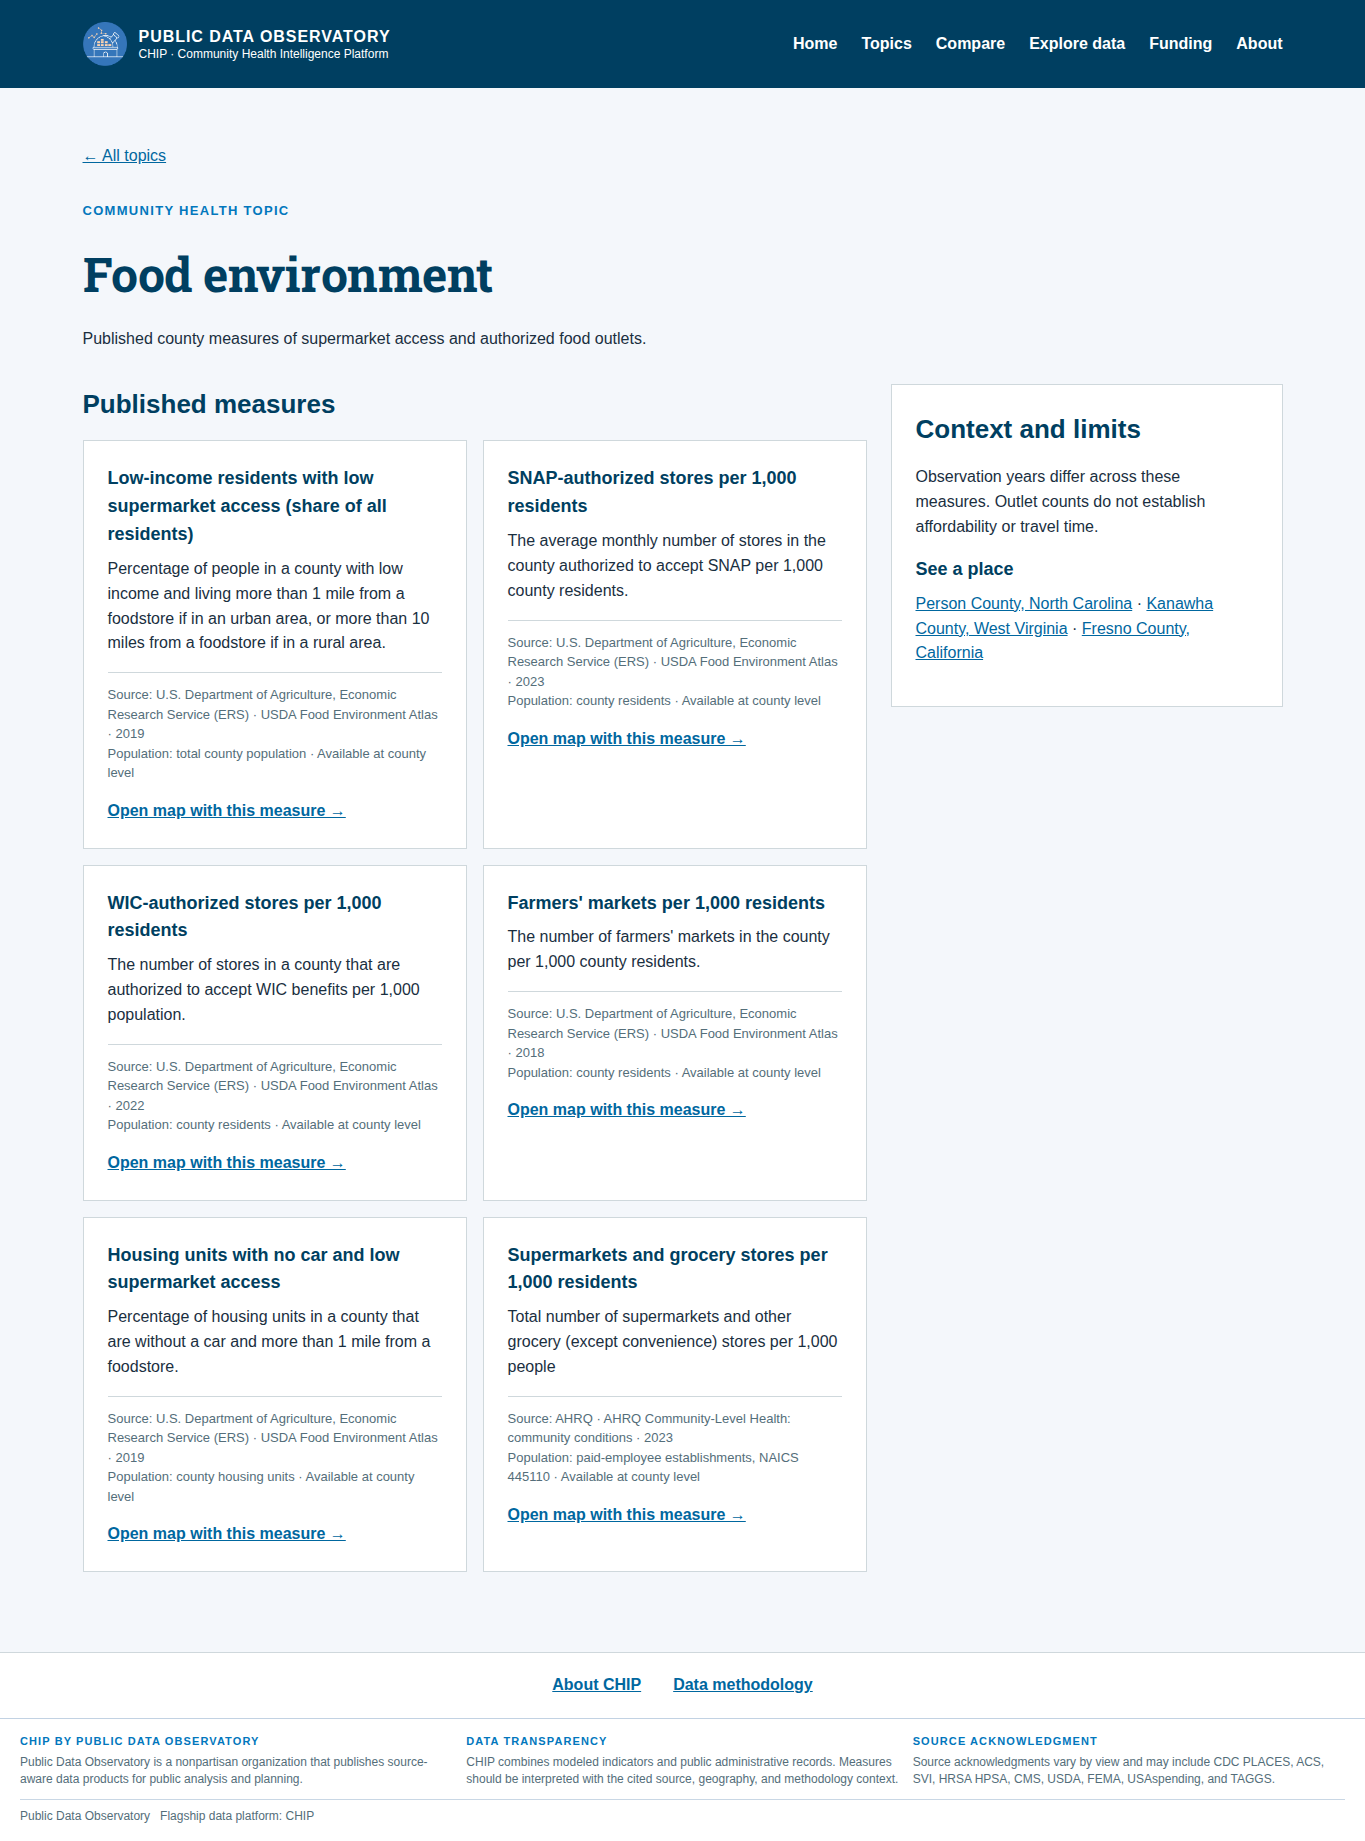 PUBLIC DATA OBSERVATORY
CHIP · Community Health Intelligence Platform
Home Topics Compare Explore data Funding About
← All topics
COMMUNITY HEALTH TOPIC
Food environment
Published county measures of supermarket access and authorized food outlets.
Published measures
Low-income residents with low
supermarket access (share of all
residents)
Percentage of people in a county with low
income and living more than 1 mile from a
foodstore if in an urban area, or more than 10
miles from a foodstore if in a rural area.
Source: U.S. Department of Agriculture, Economic
Research Service (ERS) · USDA Food Environment Atlas
· 2019
Population: total county population · Available at county
level
Open map with this measure →
SNAP-authorized stores per 1,000
residents
The average monthly number of stores in the
county authorized to accept SNAP per 1,000
county residents.
Source: U.S. Department of Agriculture, Economic
Research Service (ERS) · USDA Food Environment Atlas
· 2023
Population: county residents · Available at county level
Open map with this measure →
WIC-authorized stores per 1,000
residents
The number of stores in a county that are
authorized to accept WIC benefits per 1,000
population.
Source: U.S. Department of Agriculture, Economic
Research Service (ERS) · USDA Food Environment Atlas
· 2022
Population: county residents · Available at county level
Open map with this measure →
Farmers' markets per 1,000 residents
The number of farmers' markets in the county
per 1,000 county residents.
Source: U.S. Department of Agriculture, Economic
Research Service (ERS) · USDA Food Environment Atlas
· 2018
Population: county residents · Available at county level
Open map with this measure →
Housing units with no car and low
supermarket access
Percentage of housing units in a county that
are without a car and more than 1 mile from a
foodstore.
Source: U.S. Department of Agriculture, Economic
Research Service (ERS) · USDA Food Environment Atlas
· 2019
Population: county housing units · Available at county
level
Open map with this measure →
Supermarkets and grocery stores per
1,000 residents
Total number of supermarkets and other
grocery (except convenience) stores per 1,000
people
Source: AHRQ · AHRQ Community-Level Health:
community conditions · 2023
Population: paid-employee establishments, NAICS
445110 · Available at county level
Open map with this measure →
Context and limits
Observation years differ across these
measures. Outlet counts do not establish
affordability or travel time.
See a place
Person County, North Carolina · Kanawha
County, West Virginia · Fresno County,
California
About CHIP Data methodology
CHIP BY PUBLIC DATA OBSERVATORY
Public Data Observatory is a nonpartisan organization that publishes source-
aware data products for public analysis and planning.
DATA TRANSPARENCY
CHIP combines modeled indicators and public administrative records. Measures
should be interpreted with the cited source, geography, and methodology context.
SOURCE ACKNOWLEDGMENT
Source acknowledgments vary by view and may include CDC PLACES, ACS,
SVI, HRSA HPSA, CMS, USDA, FEMA, USAspending, and TAGGS.
Public Data Observatory Flagship data platform: CHIP